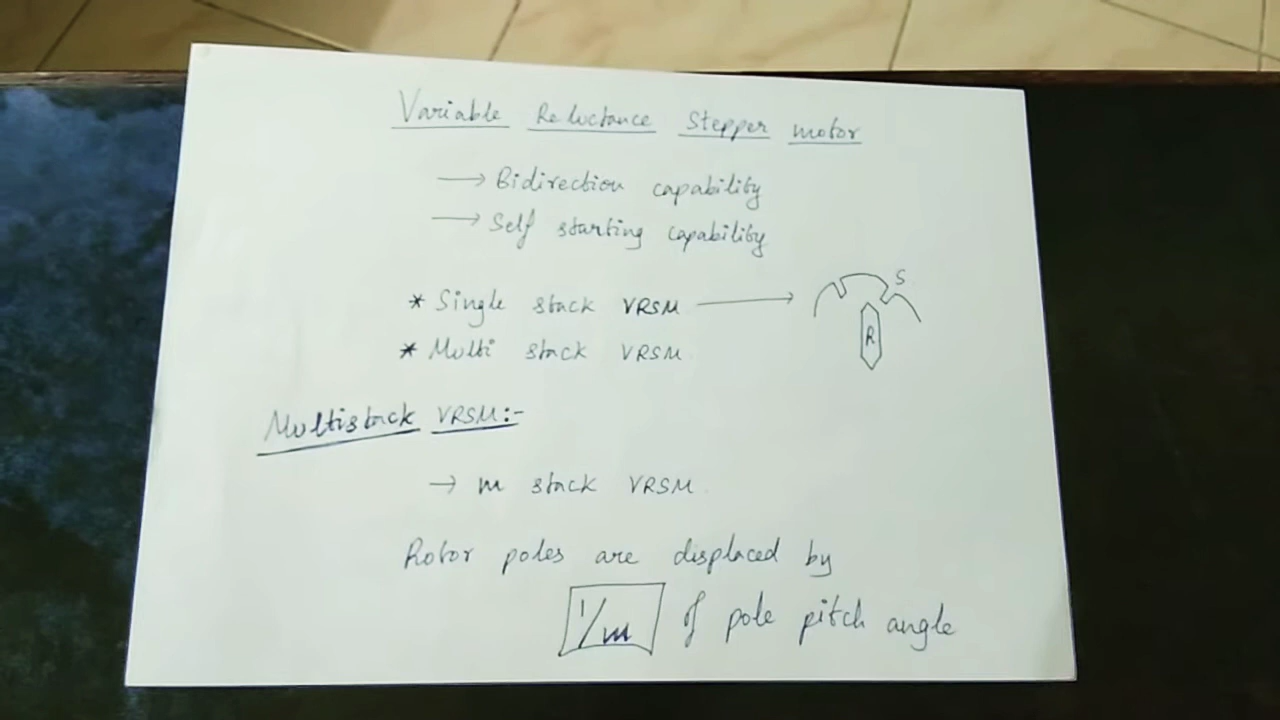 Variable Reluctance Stepper motor
→ Bidirection capability
→ Self starting capability
* Single stack VRSM → S
R
* Multi stack VRSM
Multistack VRSM:-
→ m stack VRSM
Rotor poles are displaced by
1/m of pole pitch angle